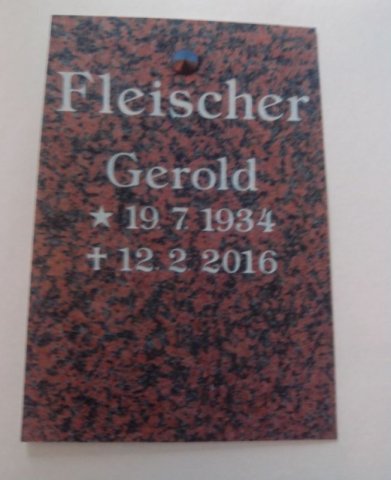 Fleischer
Gerold
★ 19. 7. 1934
✝ 12. 2. 2016